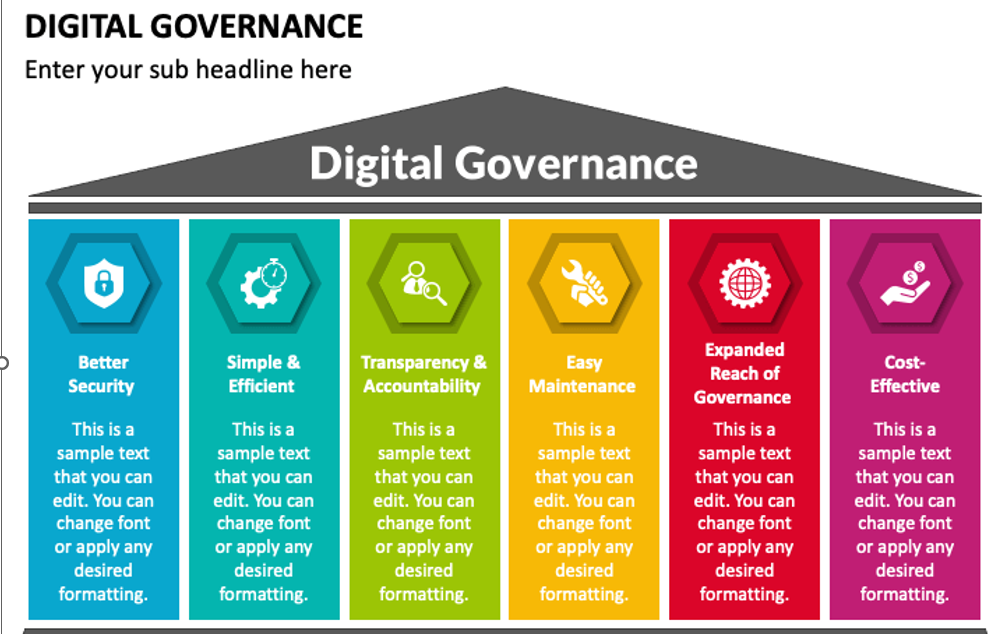 DIGITAL GOVERNANCE
Enter your sub headline here
Digital Governance
Better
Security
This is a
sample text
that you can
edit. You can
change font
or apply any
desired
formatting.
Simple &
Efficient
This is a
sample text
that you can
edit. You can
change font
or apply any
desired
formatting.
Transparency &
Accountability
This is a
sample text
that you can
edit. You can
change font
or apply any
desired
formatting.
Easy
Maintenance
This is a
sample text
that you can
edit. You can
change font
or apply any
desired
formatting.
Expanded
Reach of
Governance
This is a
sample text
that you can
edit. You can
change font
or apply any
desired
formatting.
Cost-
Effective
This is a
sample text
that you can
edit. You can
change font
or apply any
desired
formatting.